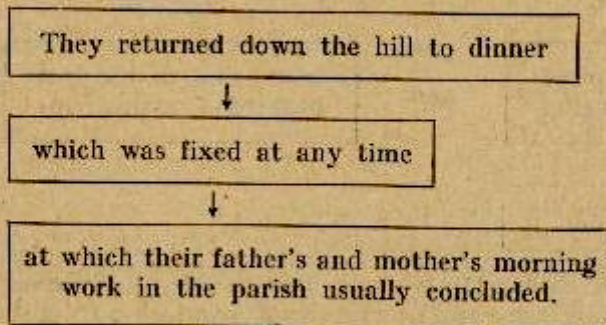 They returned down the hill to dinner
↓
which was fixed at any time
↓
at which their father's and mother's morning
work in the parish usually concluded.